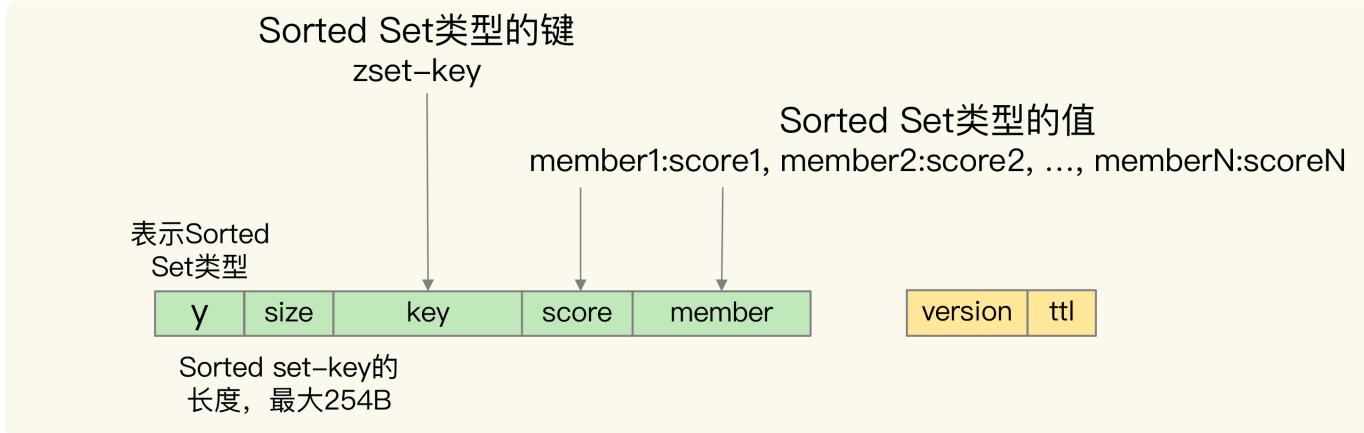 Sorted Set类型的键
zset-key
Sorted Set类型的值
member1:score1, member2:score2, ..., memberN:scoreN
表示Sorted
Set类型
y size key score member version ttl
Sorted set-key的
长度，最大254B